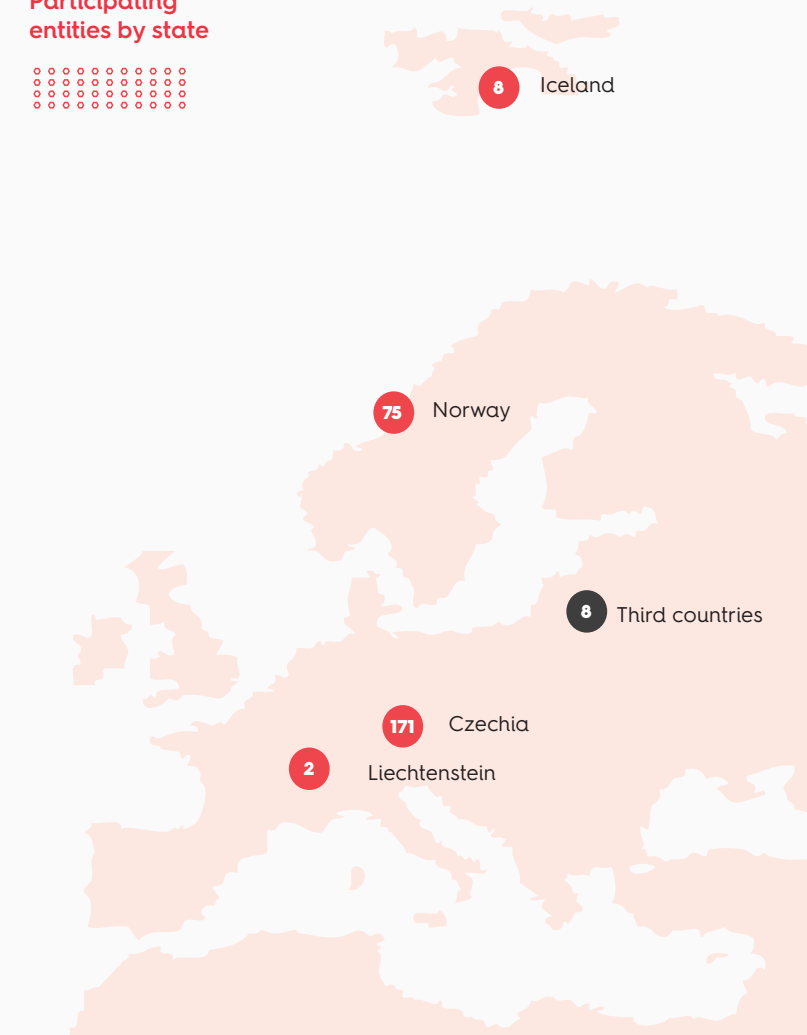 Participating
entities by state
8 Iceland
75 Norway
8 Third countries
171 Czechia
2 Liechtenstein